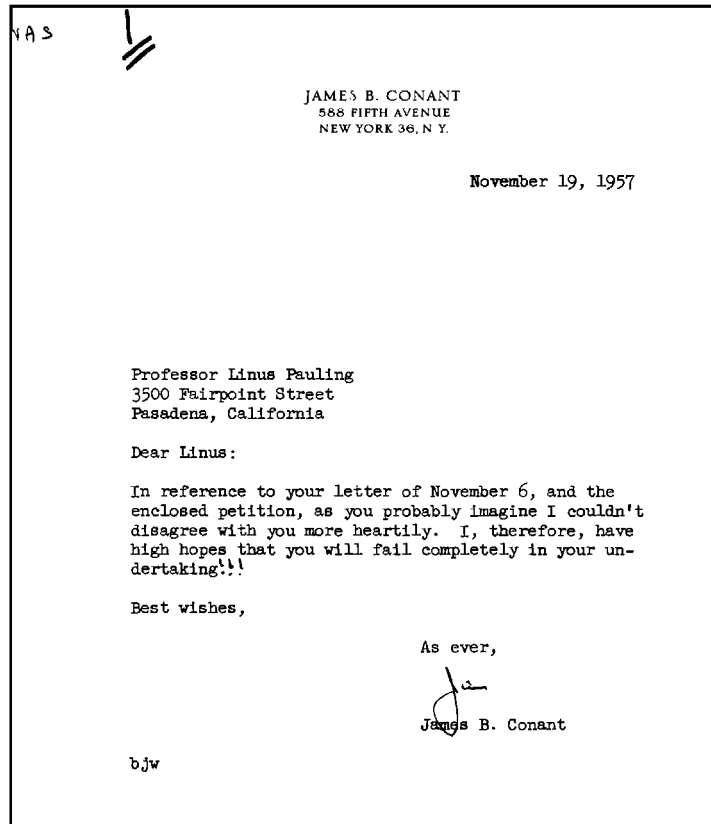 VAS
JAMES B. CONANT
588 FIFTH AVENUE
NEW YORK 36, N Y.
November 19, 1957
Professor Linus Pauling
3500 Fairpoint Street
Pasadena, California
Dear Linus:
In reference to your letter of November 6, and the
enclosed petition, as you probably imagine I couldn't
disagree with you more heartily. I, therefore, have
high hopes that you will fail completely in your un-
dertaking!!!
Best wishes,
As ever,
Jim
James B. Conant
bjw